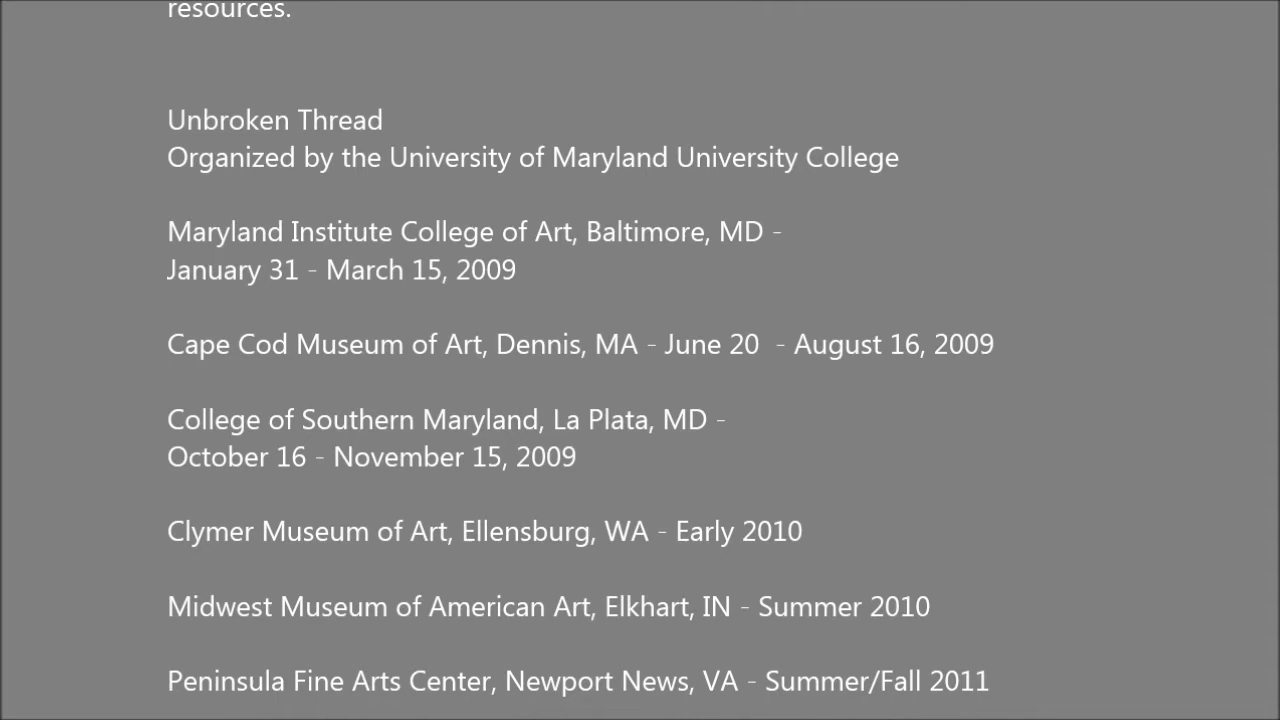 resources.
Unbroken Thread
Organized by the University of Maryland University College
Maryland Institute College of Art, Baltimore, MD -
January 31 - March 15, 2009
Cape Cod Museum of Art, Dennis, MA - June 20  - August 16, 2009
College of Southern Maryland, La Plata, MD -
October 16 - November 15, 2009
Clymer Museum of Art, Ellensburg, WA - Early 2010
Midwest Museum of American Art, Elkhart, IN - Summer 2010
Peninsula Fine Arts Center, Newport News, VA - Summer/Fall 2011